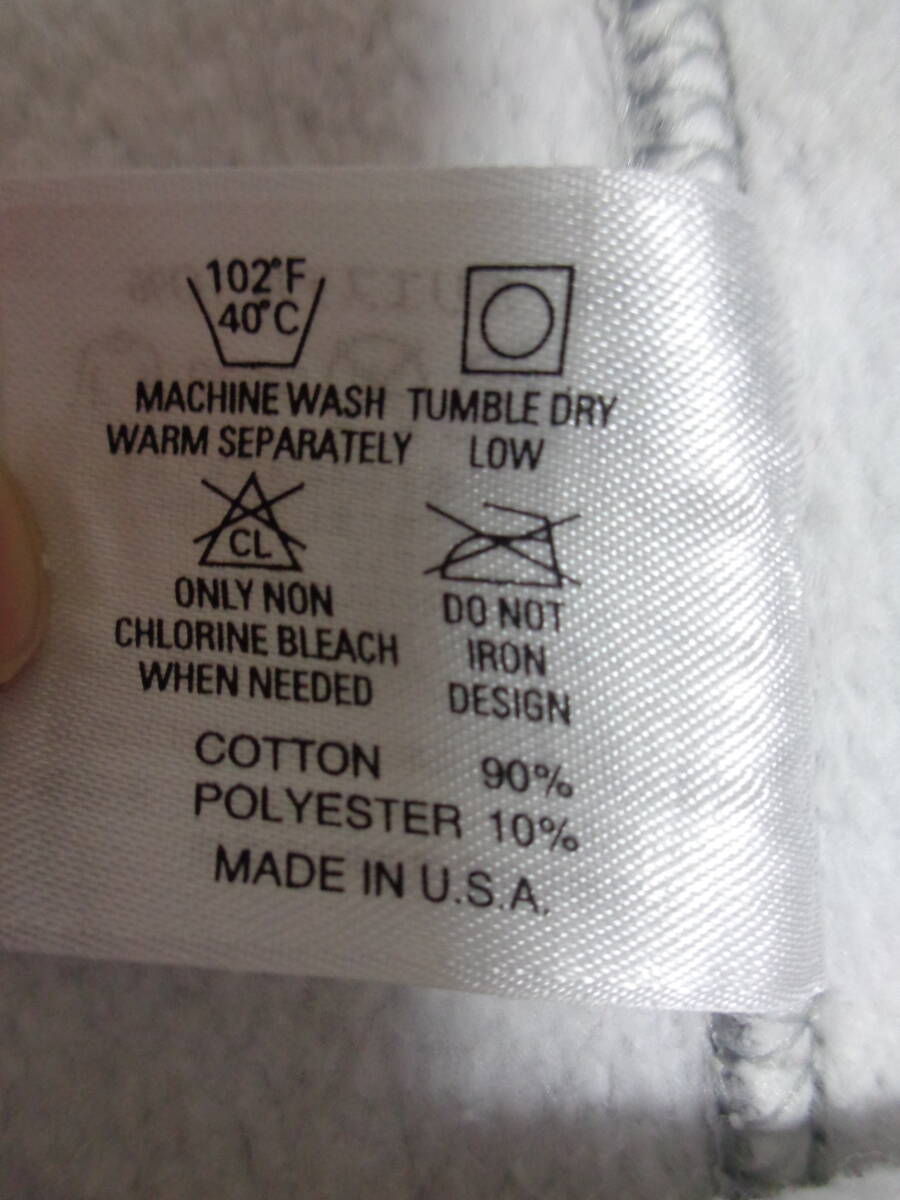 102°F
40°C
MACHINE WASH
WARM SEPARATELY
TUMBLE DRY
LOW
CL
ONLY NON
CHLORINE BLEACH
WHEN NEEDED
DO NOT
IRON
DESIGN
COTTON 90%
POLYESTER 10%
MADE IN U.S.A.